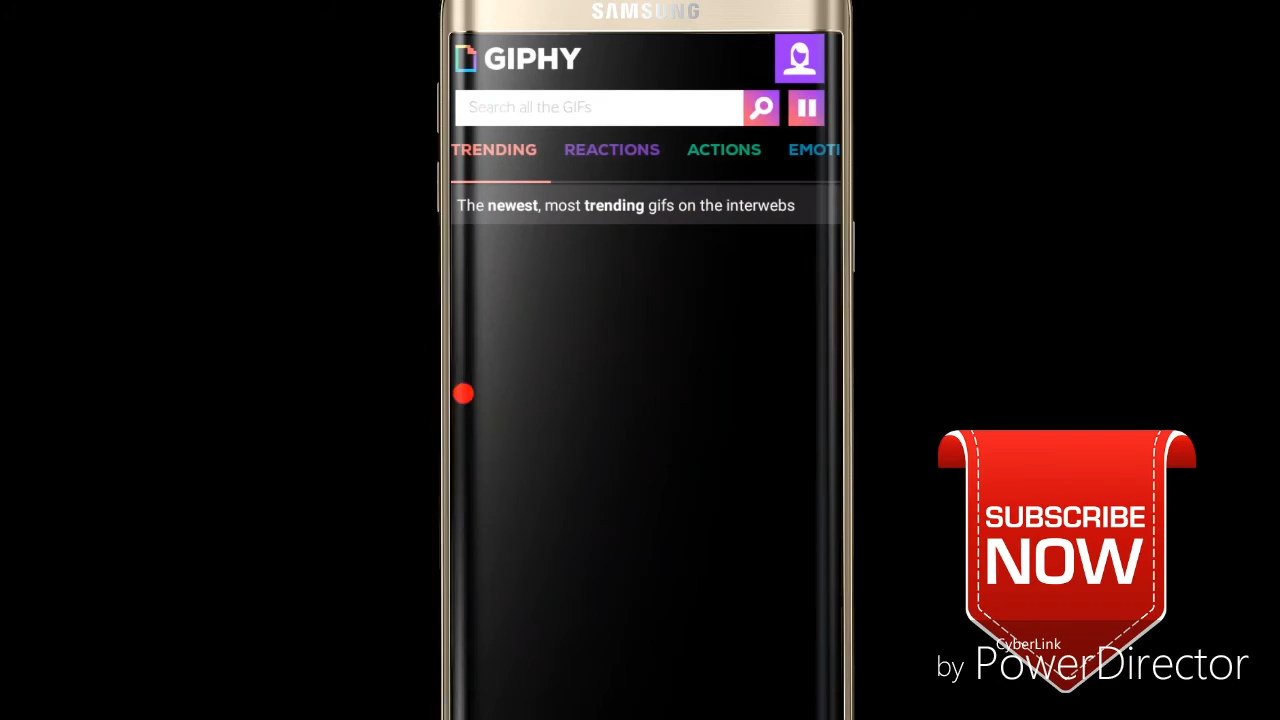 SAMSUNG
GIPHY
Search all the GIFs
TRENDING REACTIONS ACTIONS EMOTI
The newest, most trending gifs on the interwebs
SUBSCRIBE
NOW
CyberLink
by PowerDirector